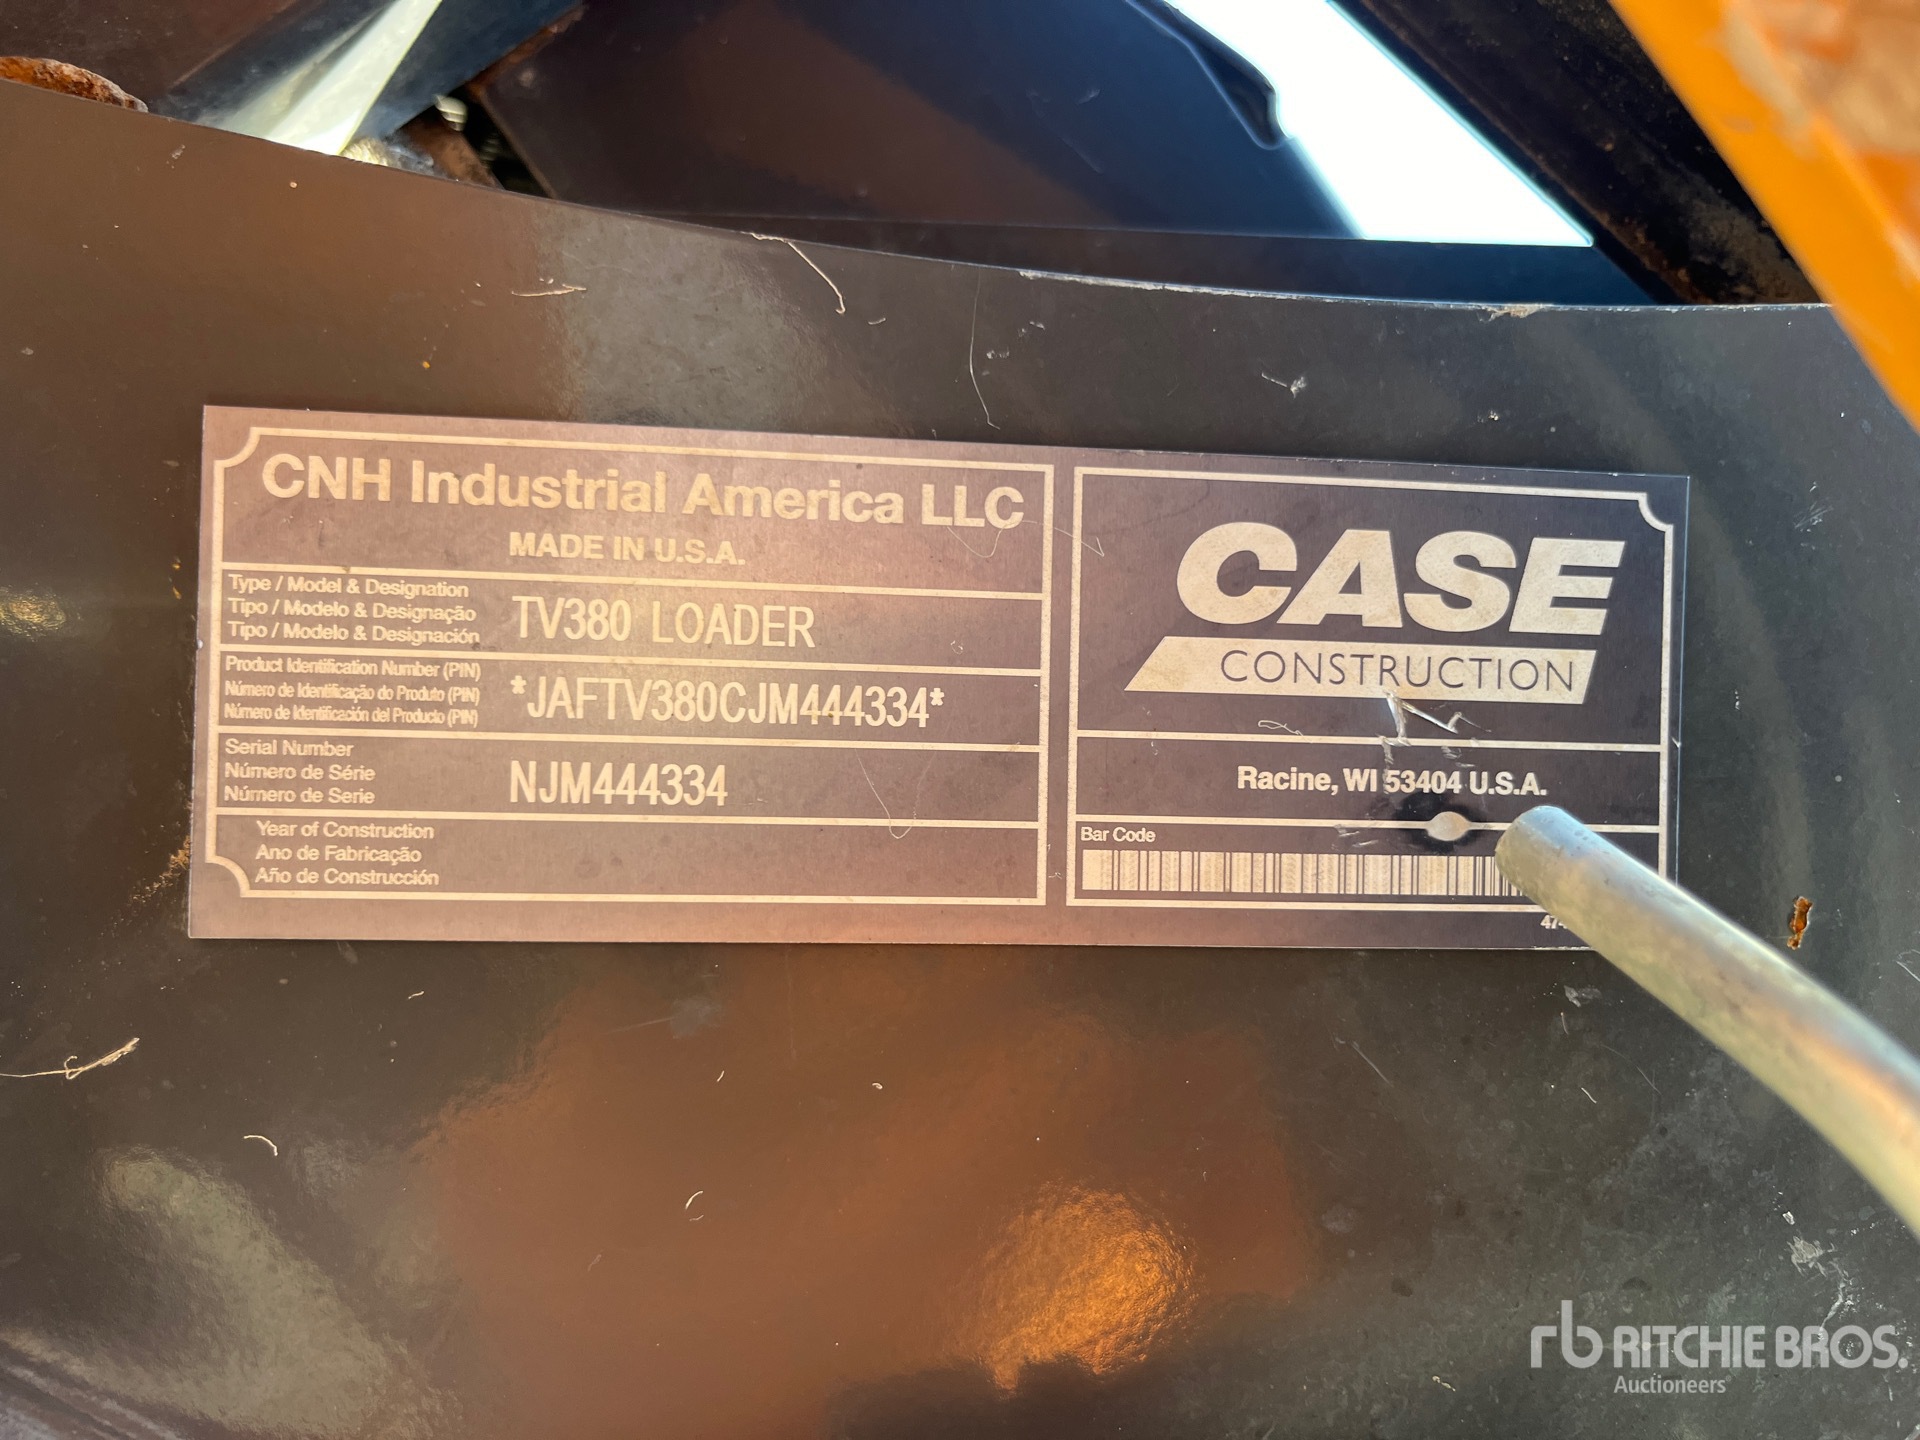 CNH Industrial America LLC
MADE IN U.S.A.
Type / Model & Designation
Tipo / Modelo & Designação
Tipo / Modelo & Designación
TV380 LOADER
Product Identification Number (PIN)
Número de Identificação do Produto (PIN)
Número de Identificación del Producto (PIN)
*JAFTV380CJM444334*
Serial Number
Número de Série
Número de Serie
NJM444334
Year of Construction
Ano de Fabricação
Año de Construcción
CASE
CONSTRUCTION
Racine, WI 53404 U.S.A.
Bar Code
rb RITCHIE BROS.
Auctioneers